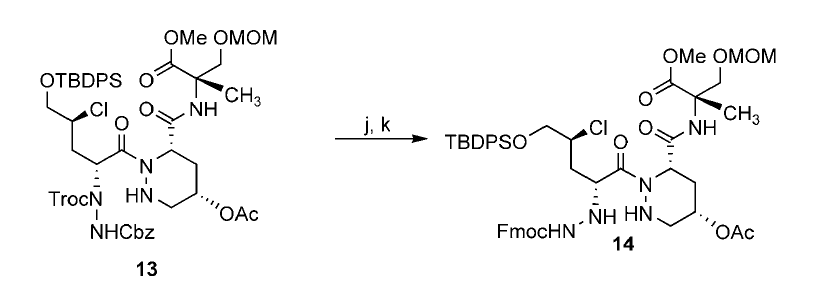 OMe OMOM
OTBDPS
O
CH3
Cl
O
NH
O
N
TrocN
HN
NHCbz
OAc
13
j, k
OMe OMOM
O
CH3
Cl
O
NH
TBDPSO
O
N
NH
HN
FmocHN
OAc
14